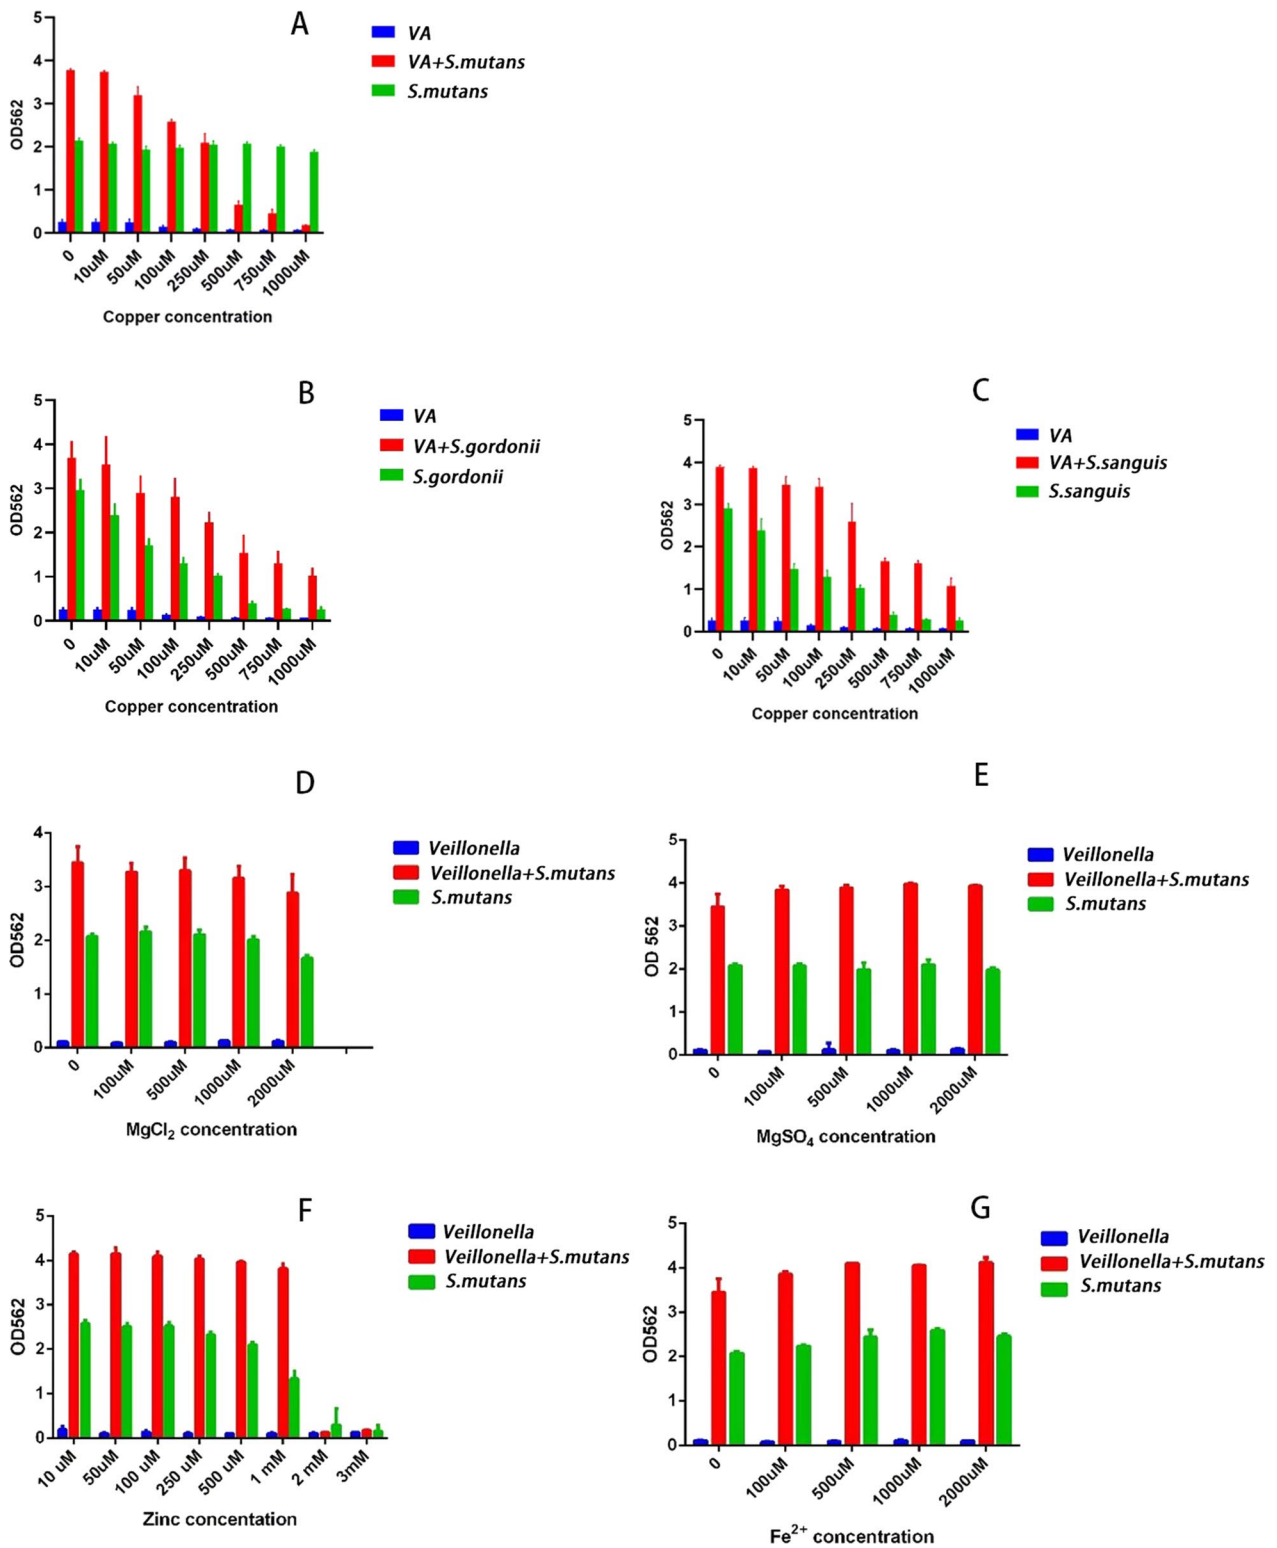 A
VA
VA+S.mutans
S.mutans
OD562
5
4
3
2
1
0
0
10uM
50uM
100uM
250uM
500uM
750uM
1000uM
Copper concentration
B
VA
VA+S.gordonii
S.gordonii
OD562
5
4
3
2
1
0
0
10uM
50uM
100uM
250uM
500uM
750uM
1000uM
Copper concentration
C
VA
VA+S.sanguis
S.sanguis
OD562
5
4
3
2
1
0
0
10uM
50uM
100uM
250uM
500uM
750uM
1000uM
Copper concentration
D
Veillonella
Veillonella+S.mutans
S.mutans
OD562
4
3
2
1
0
0
100uM
500uM
1000uM
2000uM
MgCl₂ concentration
E
Veillonella
Veillonella+S.mutans
S.mutans
OD 562
5
4
3
2
1
0
0
100uM
500uM
1000uM
2000uM
MgSO₄ concentration
F
Veillonella
Veillonella+S.mutans
S.mutans
OD562
5
4
3
2
1
0
10 uM
50uM
100 uM
250 uM
500 uM
1 mM
2 mM
3mM
Zinc concentation
G
Veillonella
Veillonella+S.mutans
S.mutans
OD562
5
4
3
2
1
0
0
100uM
500uM
1000uM
2000uM
Fe²⁺ concentration